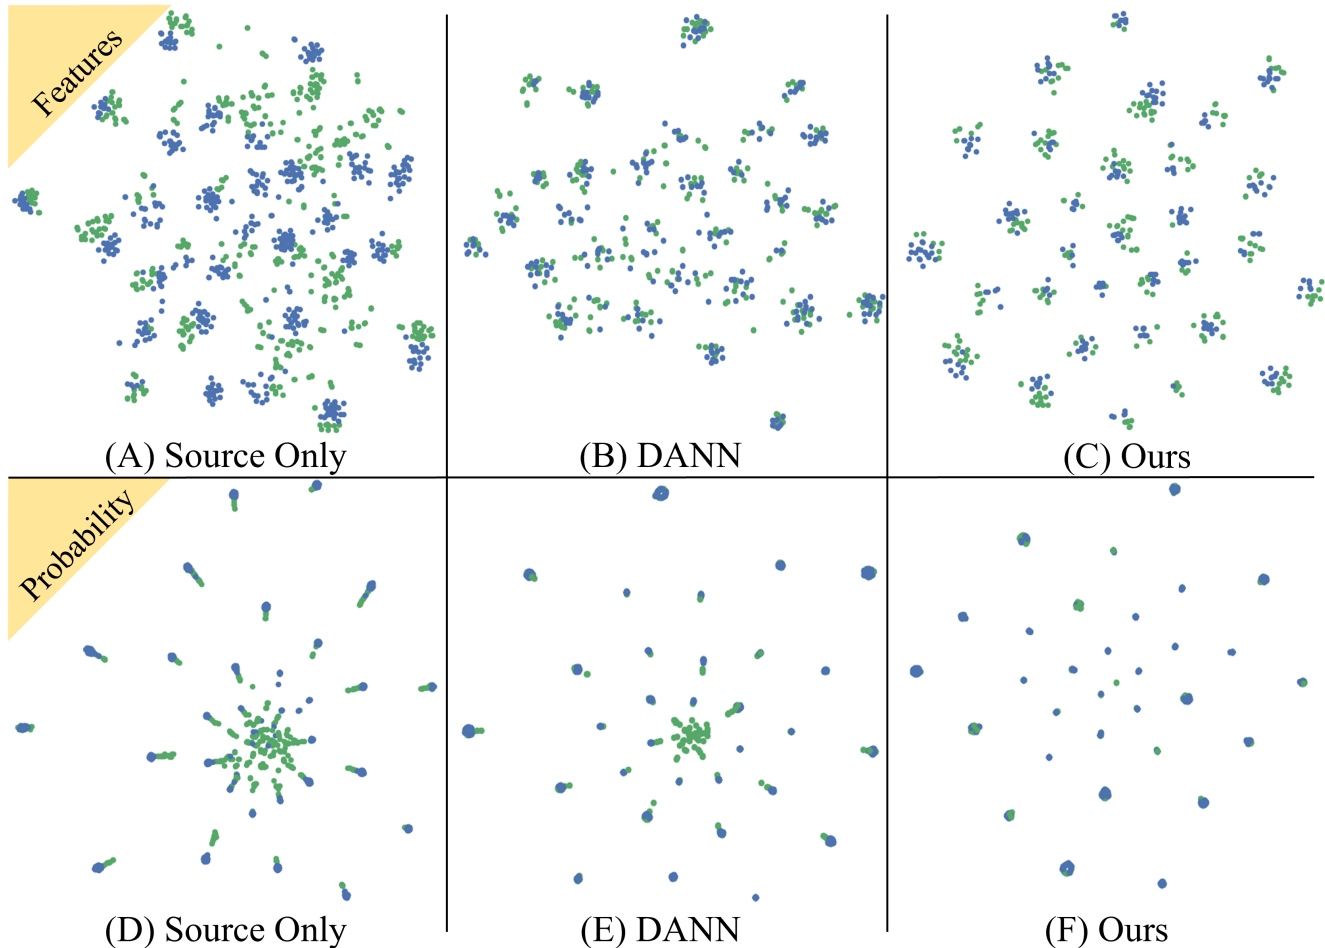 Features
(A) Source Only
(B) DANN
(C) Ours
Probability
(D) Source Only
(E) DANN
(F) Ours